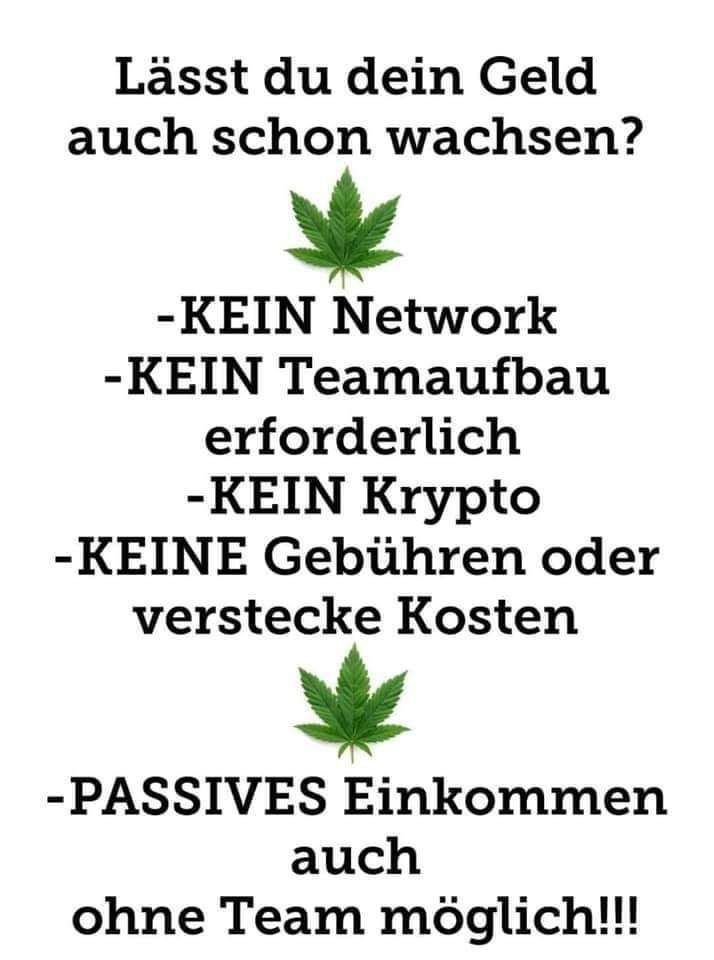 Lässt du dein Geld
auch schon wachsen?
-KEIN Network
-KEIN Teamaufbau
erforderlich
-KEIN Krypto
-KEINE Gebühren oder
verstecke Kosten
-PASSIVES Einkommen
auch
ohne Team möglich!!!